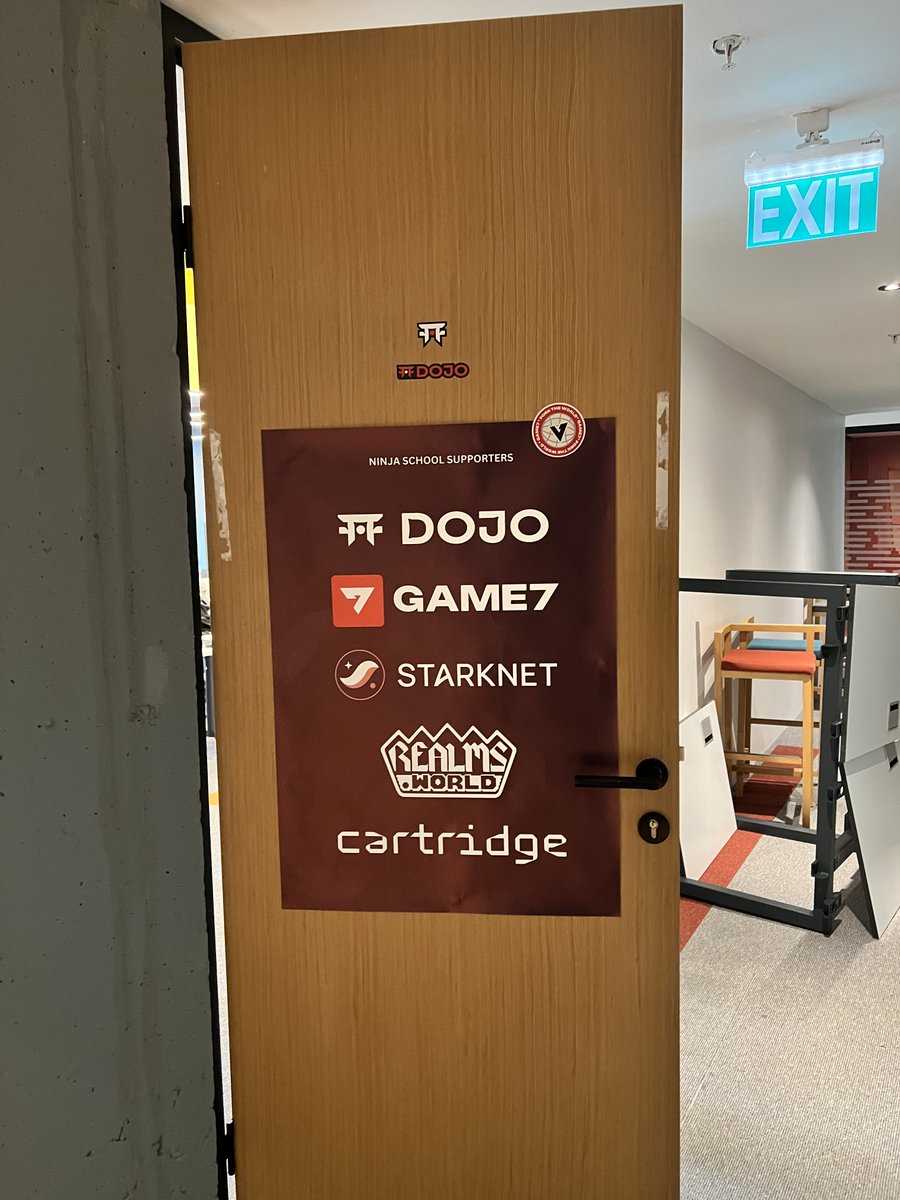 EXIT
DOJO
NINJA SCHOOL SUPPORTERS
DOJO
GAME7
STARKNET
REALMS
.WORLD
cartridge